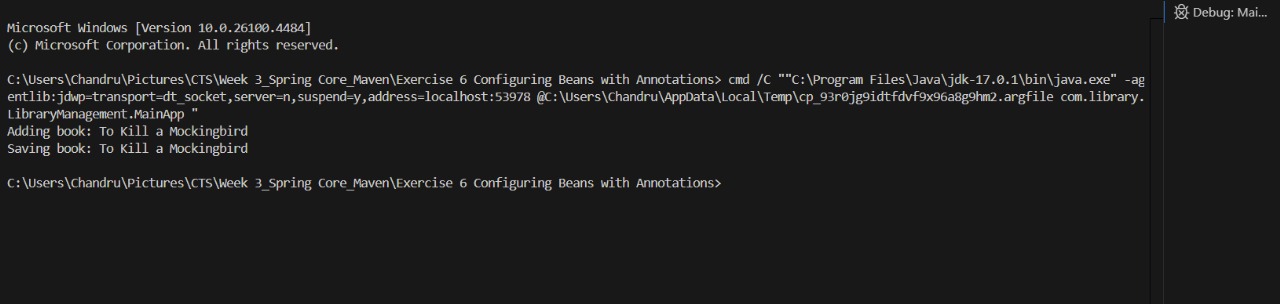 Microsoft Windows [Version 10.0.26100.4484]
(c) Microsoft Corporation. All rights reserved.
C:\Users\Chandru\Pictures\CTS\Week 3_Spring Core_Maven\Exercise 6 Configuring Beans with Annotations> cmd /C ""C:\Program Files\Java\jdk-17.0.1\bin\java.exe" -ag
entlib:jdwp=transport=dt_socket,server=n,suspend=y,address=localhost:53978 @C:\Users\Chandru\AppData\Local\Temp\cp_93r0jg9idtfdvf9x96a8g9hm2.argfile com.library.
LibraryManagement.MainApp "
Adding book: To Kill a Mockingbird
Saving book: To Kill a Mockingbird
C:\Users\Chandru\Pictures\CTS\Week 3_Spring Core_Maven\Exercise 6 Configuring Beans with Annotations>
Debug: Mai...